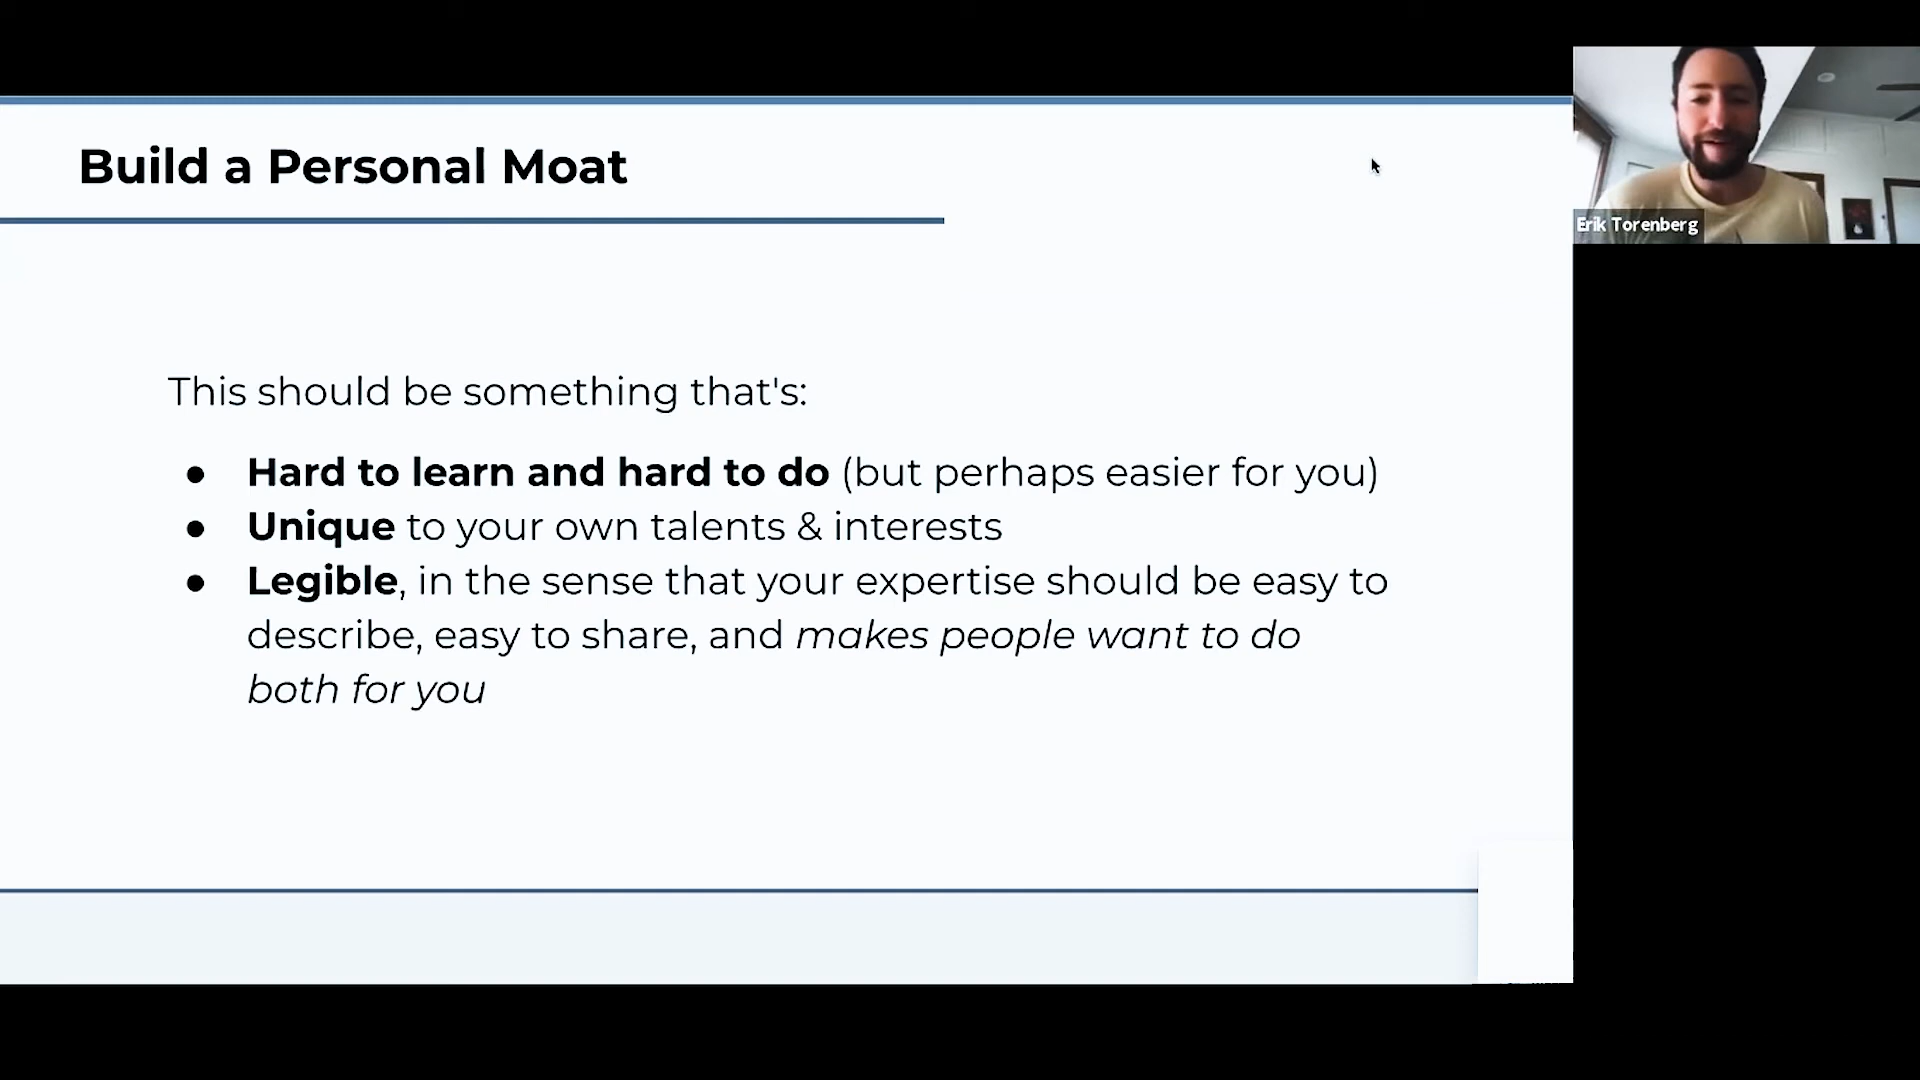 Build a Personal Moat
Erik Torenberg
This should be something that's:
● Hard to learn and hard to do (but perhaps easier for you)
● Unique to your own talents & interests
● Legible, in the sense that your expertise should be easy to
describe, easy to share, and makes people want to do
both for you